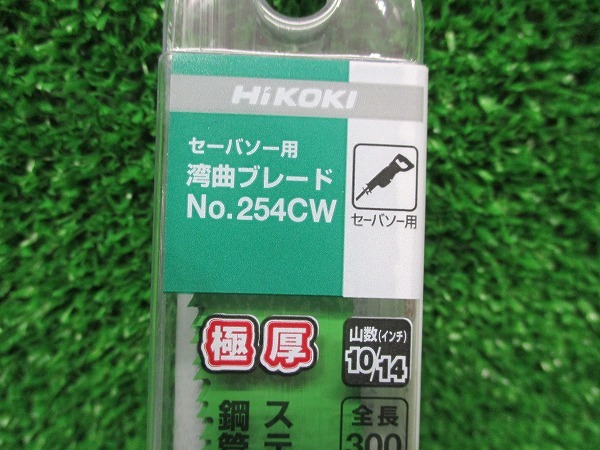 HiKOKI
セーバソー用
湾曲ブレード
No.254CW
セーバソー用
極厚
山数(インチ)
10/14
全長
300
ステ
鋼管